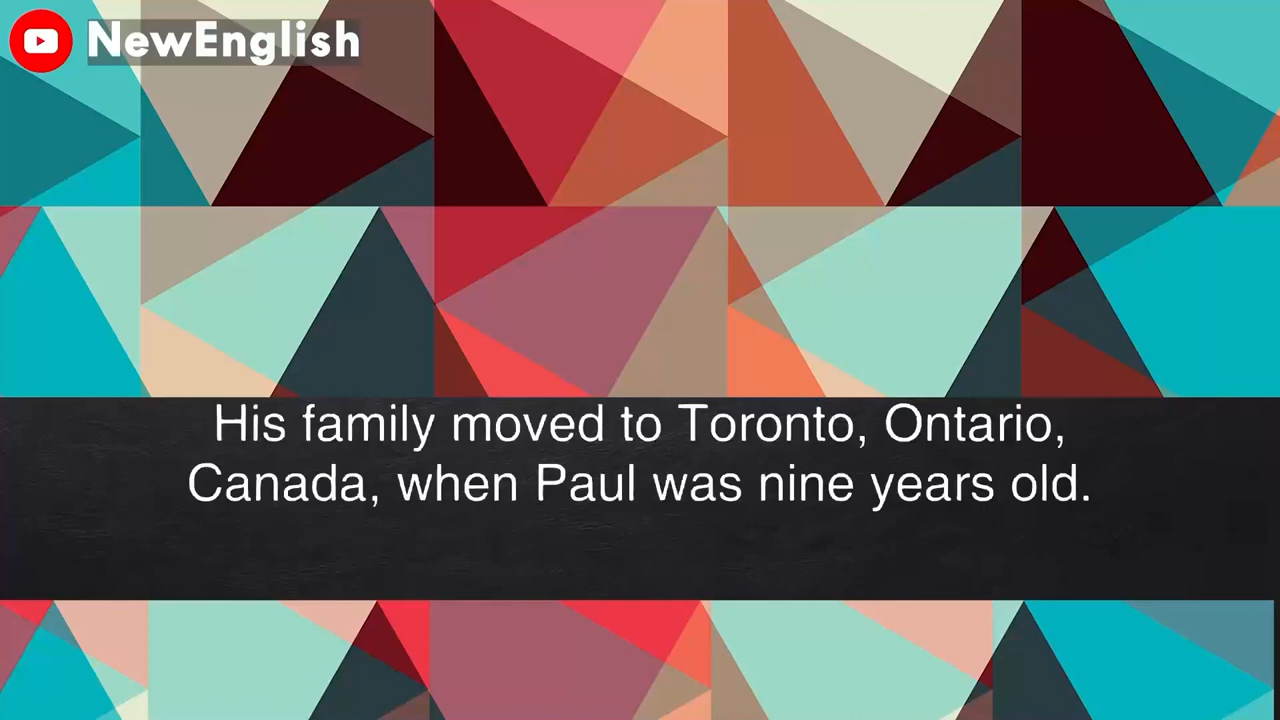 NewEnglish
His family moved to Toronto, Ontario,
Canada, when Paul was nine years old.